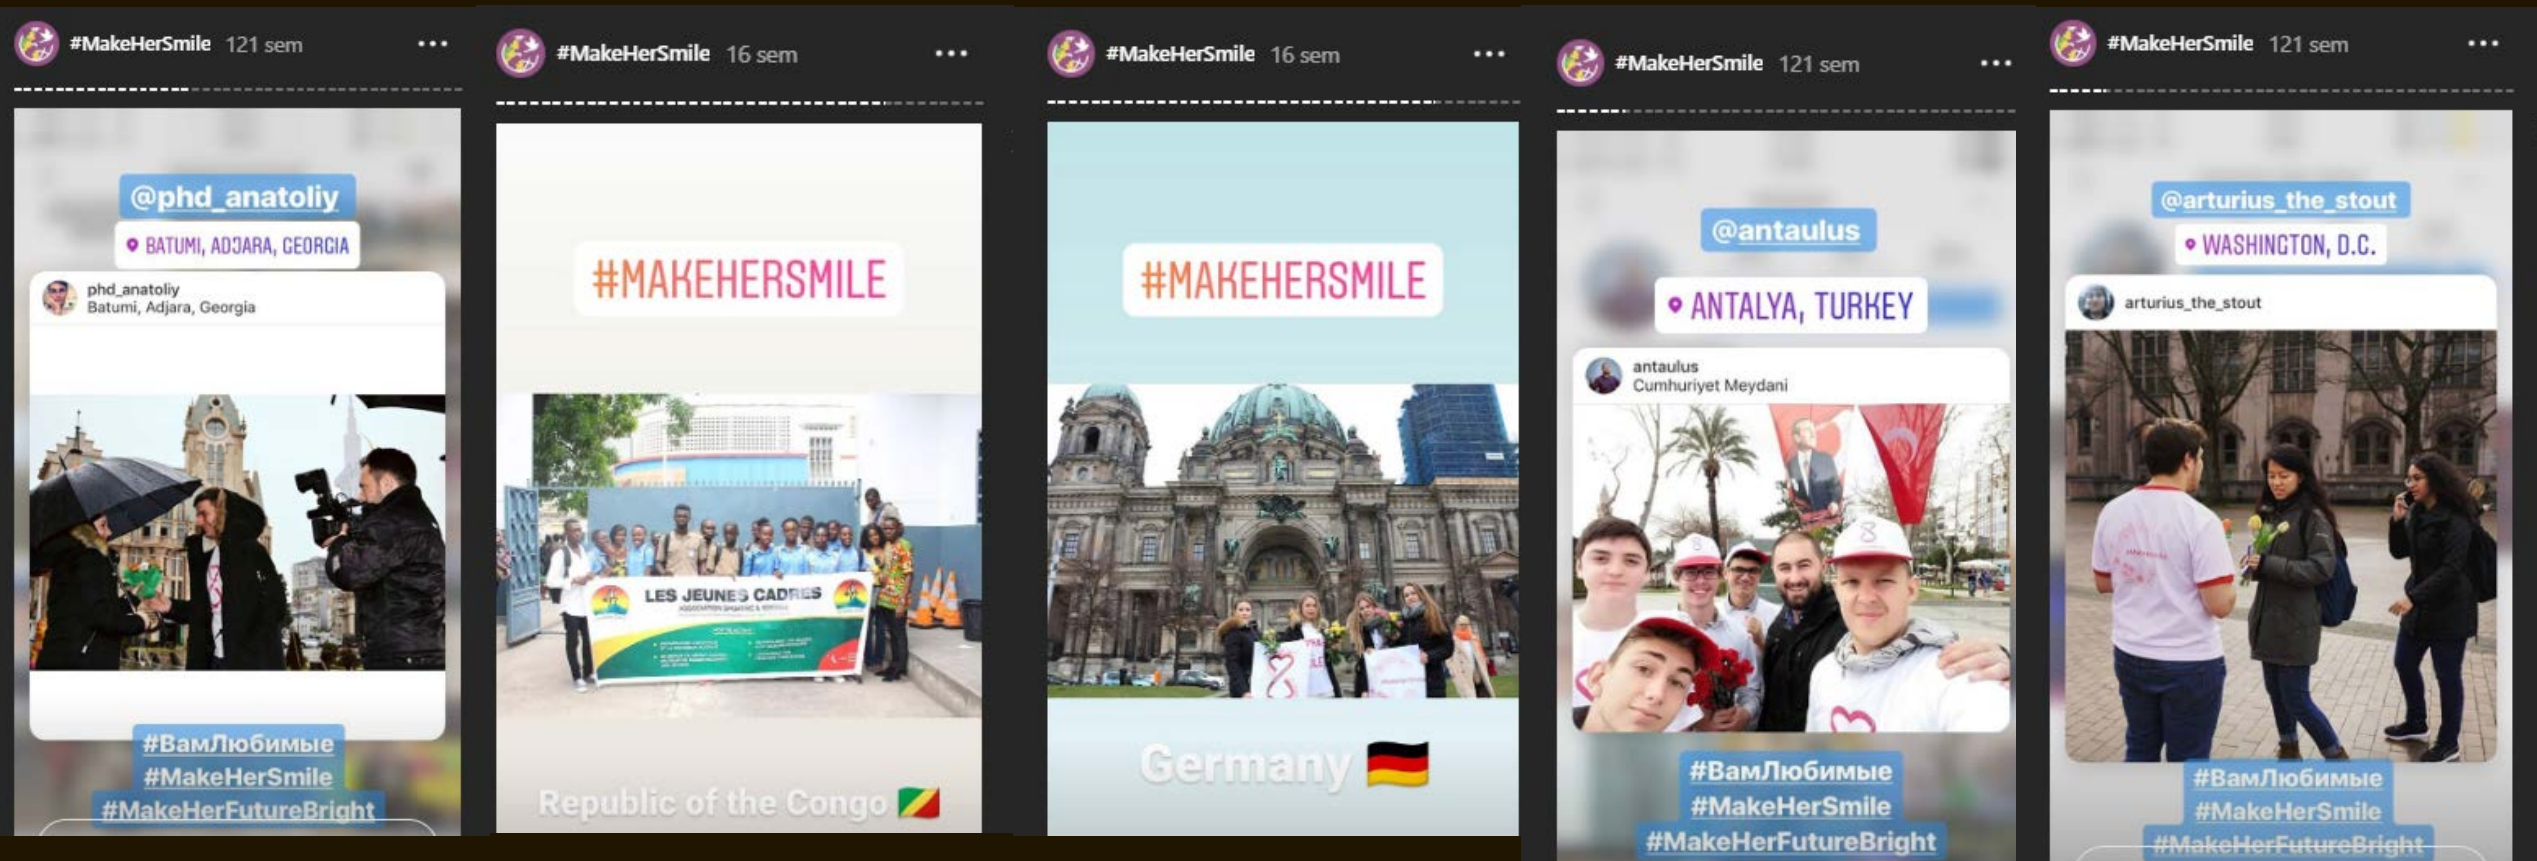 #MakeHerSmile 121 sem
@phd_anatoliy
BATUMI, ADJARA, GEORGIA
phd_anatoliy
Batumi, Adjara, Georgia
#ВамЛюбимые
#MakeHerSmile
#MakeHerFutureBright
#MakeHerSmile 16 sem
#MAKEHERSMILE
LES JEUNES CADRES
Republic of the Congo
#MakeHerSmile 16 sem
#MAKEHERSMILE
Germany
#MakeHerSmile 121 sem
@antaulus
ANTALYA, TURKEY
antaulus
Cumhuriyet Meydani
8
#ВамЛюбимые
#MakeHerSmile
#MakeHerFutureBright
#MakeHerSmile 121 sem
@arturius_the_stout
WASHINGTON, D.C.
arturius_the_stout
#ВамЛюбимые
#MakeHerSmile
#MakeHerFutureBright